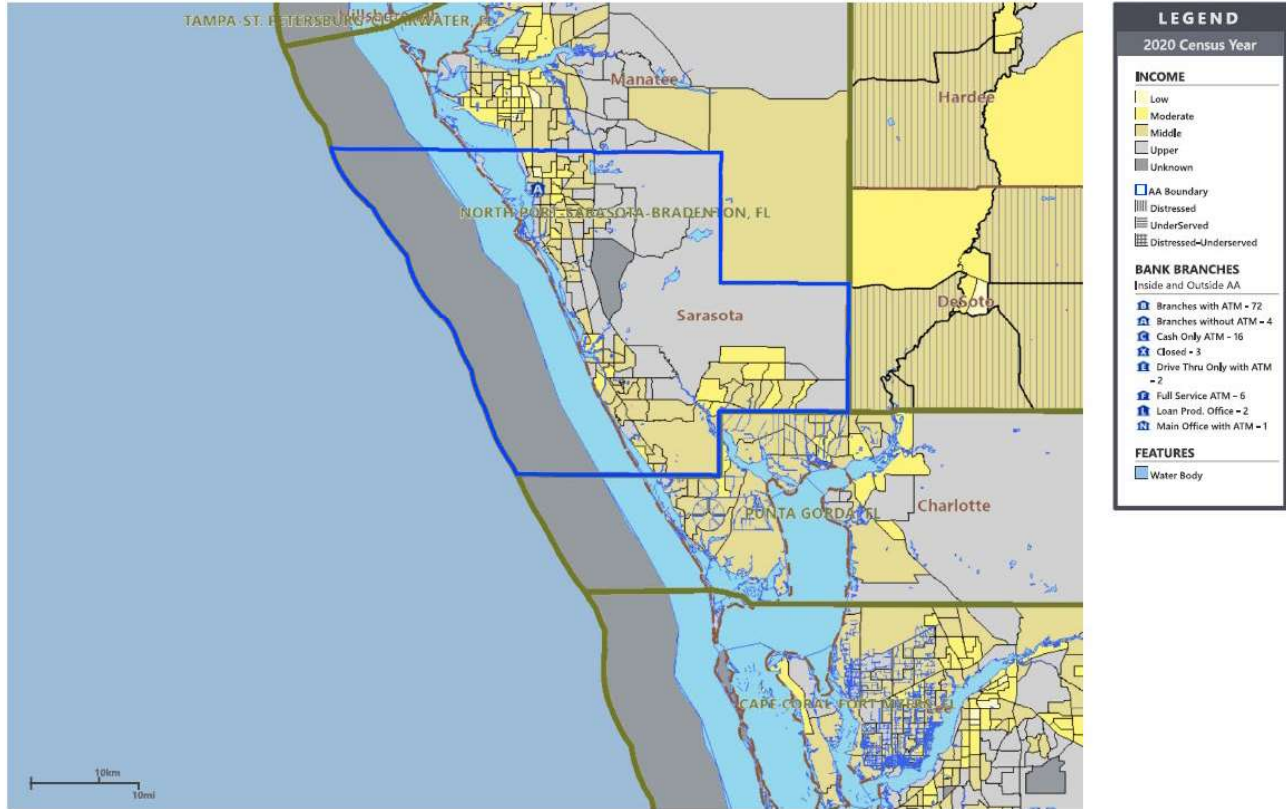 TAMPA-ST. PETERSBURG-CLEARWATER, FL
Hillsborough
Manatee
Hardee
A
NORTH PORT-SARASOTA-BRADENTON, FL
Sarasota
DeSoto
PUNTA GORDA, FL
Charlotte
CAPE CORAL-FORT MYERS, FL
Lee
10km
10mi
LEGEND
2020 Census Year
INCOME
Low
Moderate
Middle
Upper
Unknown
AA Boundary
Distressed
UnderServed
Distressed-Underserved
BANK BRANCHES
Inside and Outside AA
Branches with ATM - 72
A Branches without ATM - 4
C Cash Only ATM - 16
X Closed - 3
E Drive Thru Only with ATM
- 2
F Full Service ATM - 6
L Loan Prod. Office - 2
N Main Office with ATM - 1
FEATURES
Water Body